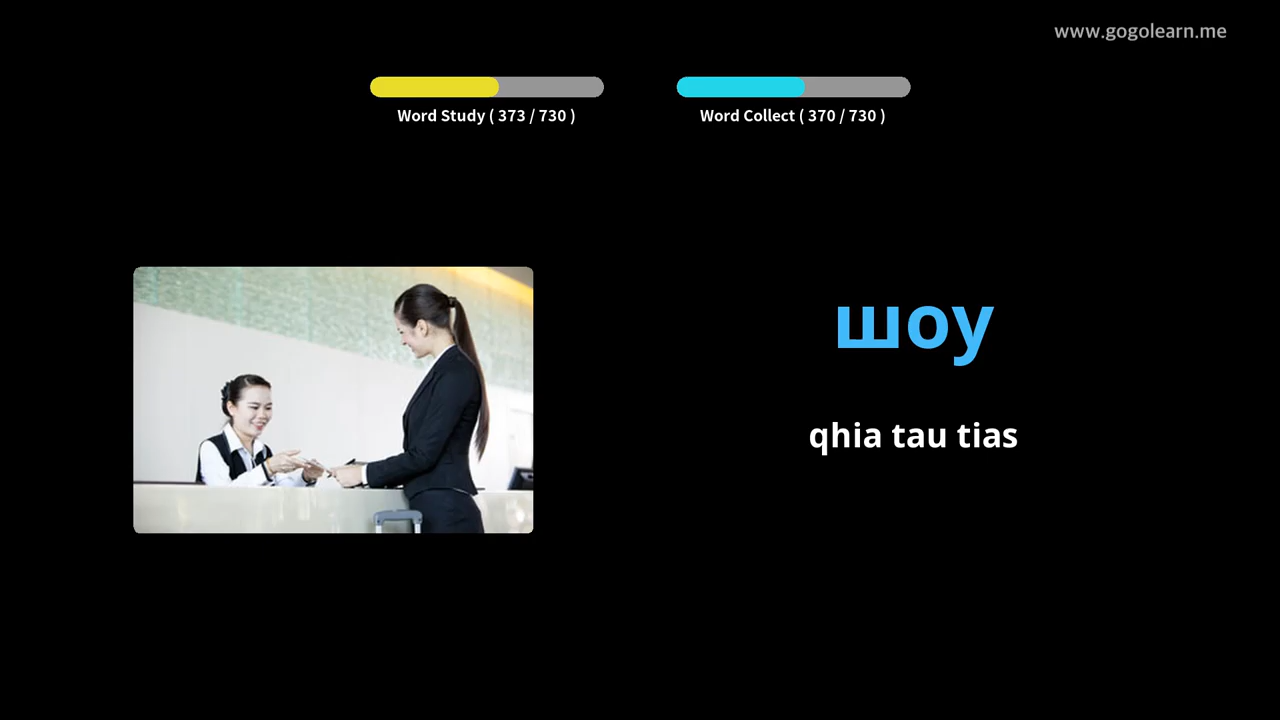 www.gogolearn.me
Word Study ( 373 / 730 )
Word Collect ( 370 / 730 )
шоу
qhia tau tias